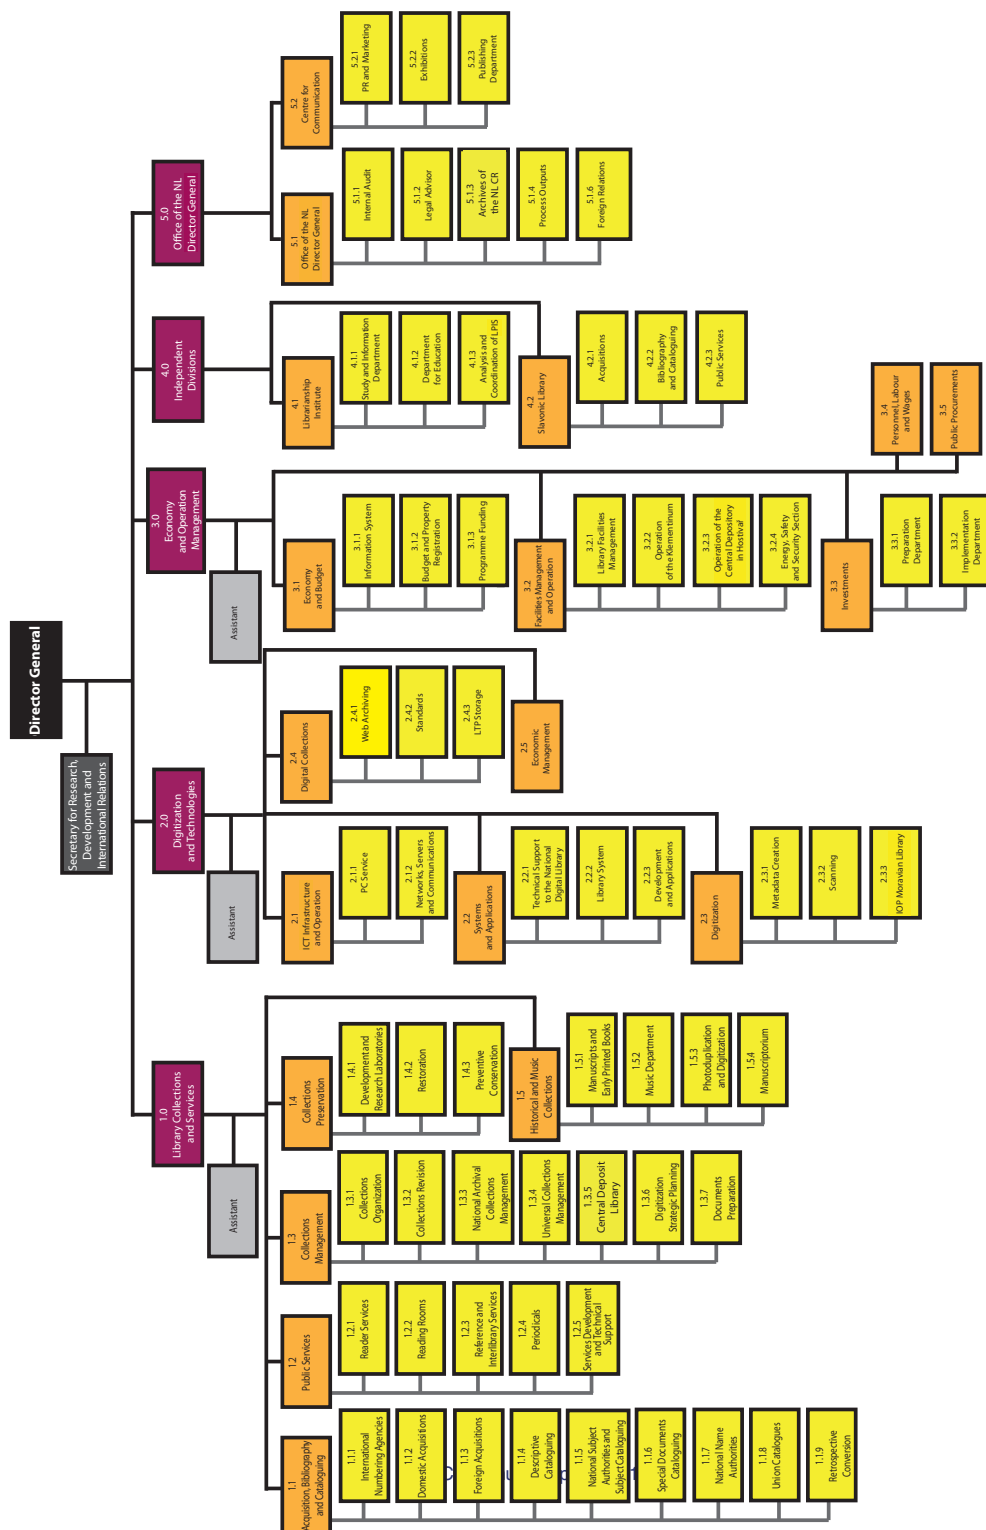 Director General
Secretary for Research,
Development and
International Relations
1.0
Library Collections
and Services
Assistant
1.1
Acquisition, Bibliography
and Cataloguing
1.1.1
International
Numbering Agencies
1.1.2
Domestic Acquisitions
1.1.3
Foreign Acquisitions
1.1.4
Descriptive
Cataloguing
1.1.5
National Subject
Authorities and
Subject Cataloguing
1.1.6
Special Documents
Cataloguing
1.1.7
National Name
Authorities
1.1.8
Union Catalogues
1.1.9
Retrospective
Conversion
1.2
Public Services
1.2.1
Reader Services
1.2.2
Reading Rooms
1.2.3
Reference and
Interlibrary Services
1.2.4
Periodicals
1.2.5
Services Development
and Technical
Support
1.3
Collections
Management
1.3.1
Collections
Organization
1.3.2
Collections Revision
1.3.3
National Archival
Collections
Management
1.3.4
Universal Collections
Management
1.3.5
Central Deposit
Library
1.3.6
Digitization
Strategic Planning
1.3.7
Documents
Preparation
1.4
Collections
Preservation
1.4.1
Development and
Research Laboratories
1.4.2
Restoration
1.4.3
Preventive
Conservation
1.5
Historical and Music
Collections
1.5.1
Manuscripts and
Early Printed Books
1.5.2
Music Department
1.5.3
Photoduplication
and Digitization
1.5.4
Manuscriptorium
2.0
Digitization
and Technologies
Assistant
2.1
ICT Infrastructure
and Operation
2.1.1
PC Service
2.1.2
Networks, Servers
and Communications
2.2
Systems
and Applications
2.2.1
Technical Support
to the National
Digital Library
2.2.2
Library System
2.2.3
Development
and Applications
2.3
Digitization
2.3.1
Metadata Creation
2.3.2
Scanning
2.3.3
IOP Moravian Library
2.4
Digital Collections
2.4.1
Web Archiving
2.4.2
Standards
2.4.3
LTP Storage
2.5
Economic
Management
3.0
Economy
and Operation
Management
Assistant
3.1
Economy
and Budget
3.1.1
Information System
3.1.2
Budget and Property
Registration
3.1.3
Programme Funding
3.2
Facilities Management
and Operation
3.2.1
Library Facilities
Management
3.2.2
Operation
of the Klementinum
3.2.3
Operation of the
Central Depository
in Hostivař
3.2.4
Energy, Safety
and Security Section
3.3
Investments
3.3.1
Preparation
Department
3.3.2
Implementation
Department
3.4
Personnel, Labour
and Wages
3.5
Public Procurements
4.0
Independent
Divisions
4.1
Librarianship
Institute
4.1.1
Study and Information
Department
4.1.2
Department
for Education
4.1.3
Analysis and
Coordination of LPIS
4.2
Slavonic Library
4.2.1
Acquisitions
4.2.2
Bibliography
and Cataloguing
4.2.3
Public Services
5.0
Office of the NL
Director General
5.1
Office of the NL
Director General
5.1.1
Internal Audit
5.1.2
Legal Advisor
5.1.3
Archives of
the NL CR
5.1.4
Process Outputs
5.1.6
Foreign Relations
5.2
Centre for
Communication
5.2.1
PR and Marketing
5.2.2
Exhibitions
5.2.3
Publishing
Department